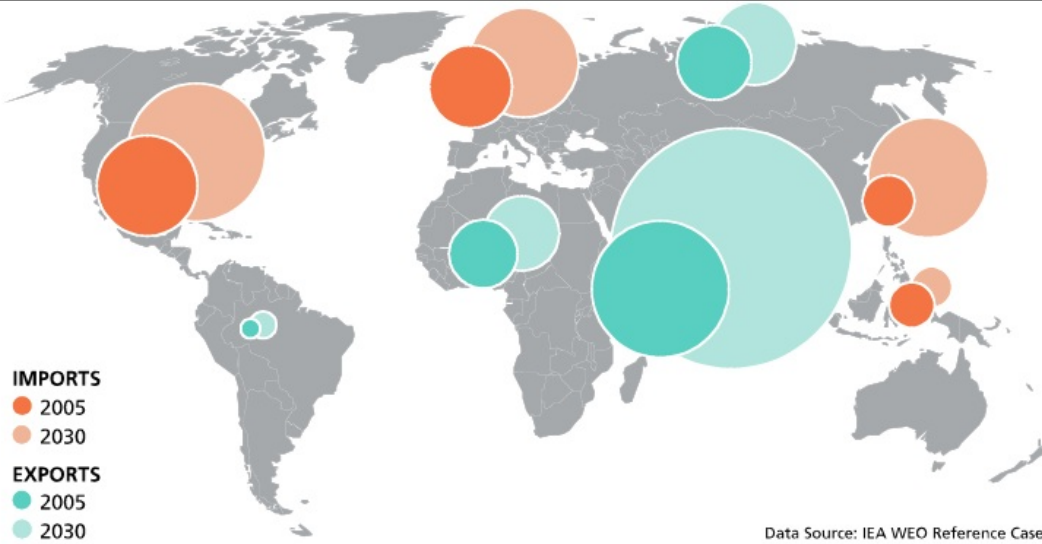 IMPORTS
2005
2030
EXPORTS
2005
2030
Data Source: IEA WEO Reference Case